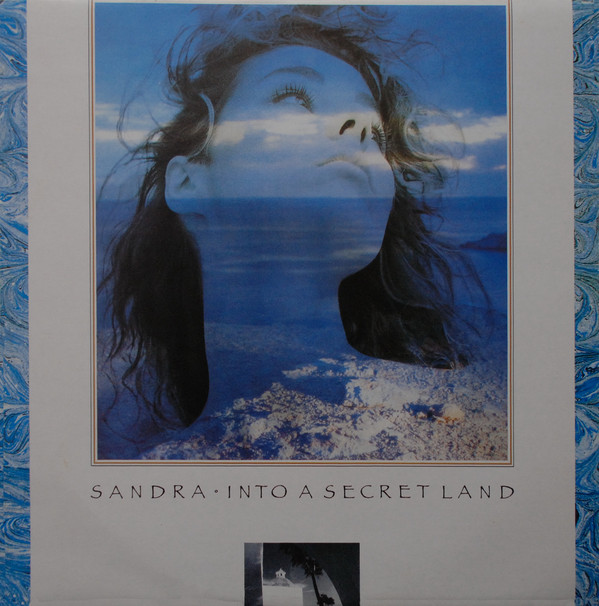 SANDRA • INTO A SECRET LAND